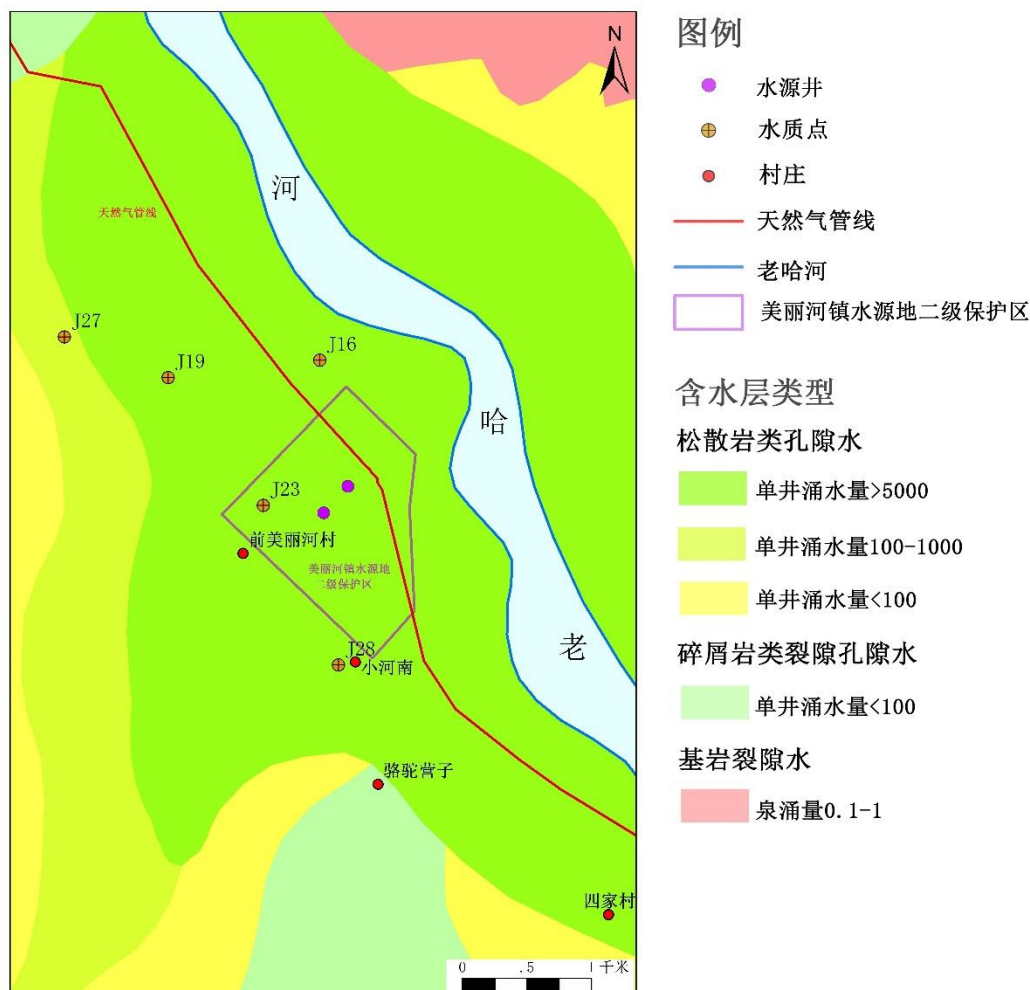 N
河
哈
老
天然气管线
J27
J19
J16
J23
前美丽河村
美丽河镇水源地
二级保护区
J28
小河南
骆驼营子
四家村
0 .5 1 千米
图例
水源井
水质点
村庄
天然气管线
老哈河
美丽河镇水源地二级保护区
含水层类型
松散岩类孔隙水
单井涌水量>5000
单井涌水量100-1000
单井涌水量<100
碎屑岩类裂隙孔隙水
单井涌水量<100
基岩裂隙水
泉涌量0.1-1